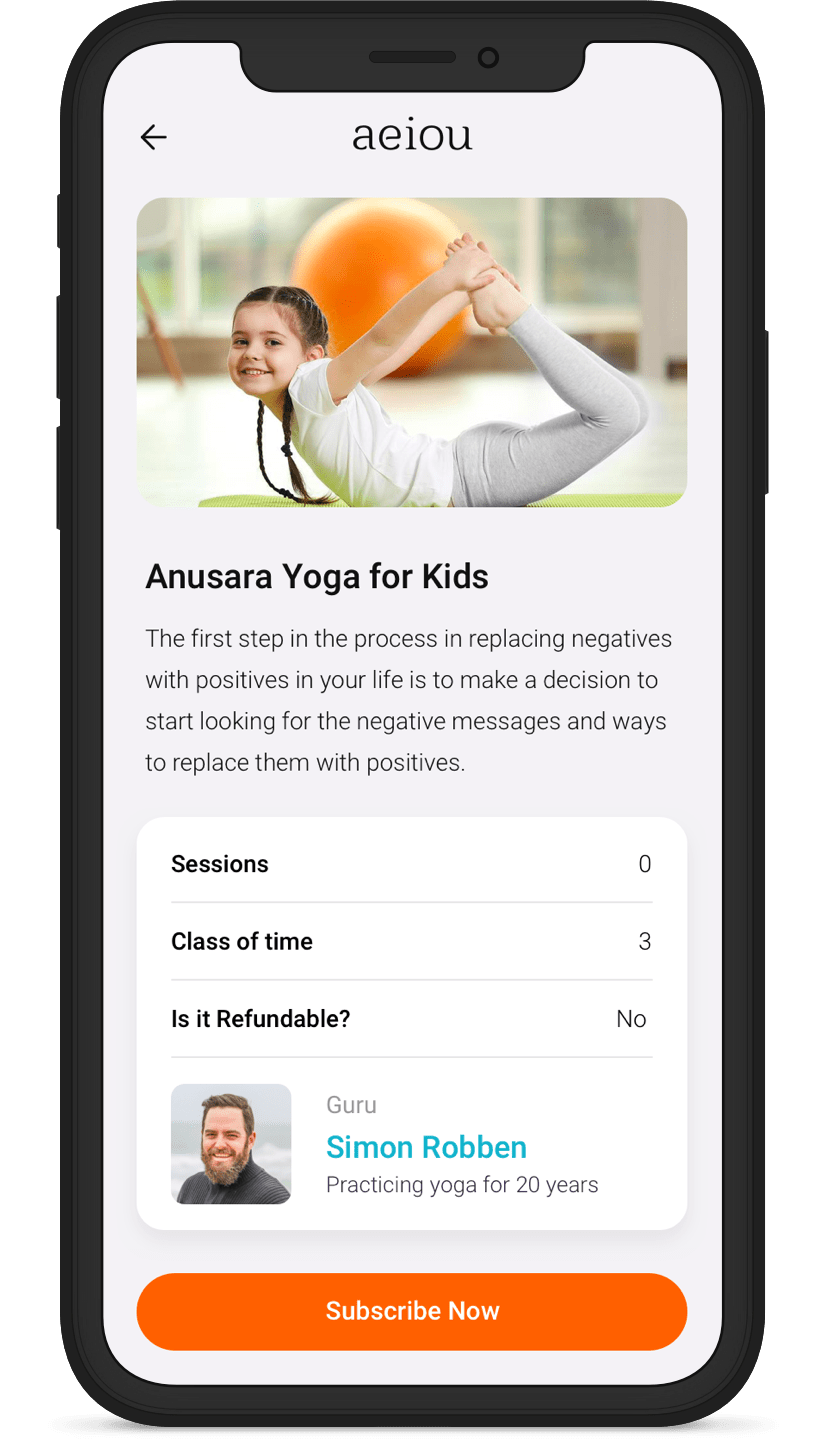 aeiou
Anusara Yoga for Kids
The first step in the process in replacing negatives
with positives in your life is to make a decision to
start looking for the negative messages and ways
to replace them with positives.
Sessions 0
Class of time 3
Is it Refundable? No
Guru
Simon Robben
Practicing yoga for 20 years
Subscribe Now